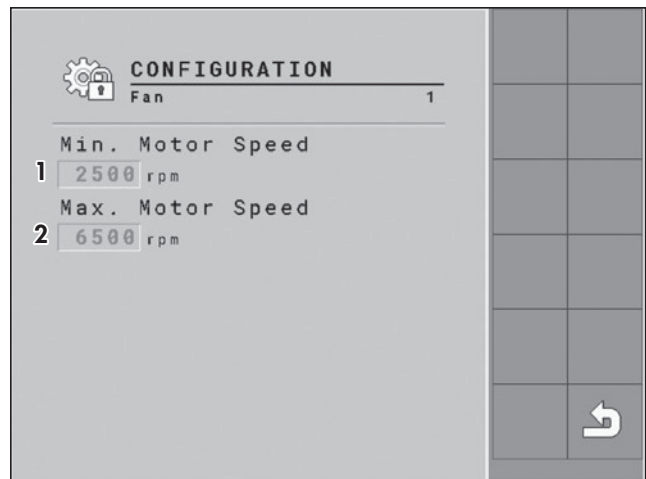 CONFIGURATION
Fan 1
Min. Motor Speed
1 2500 rpm
Max. Motor Speed
2 6500 rpm